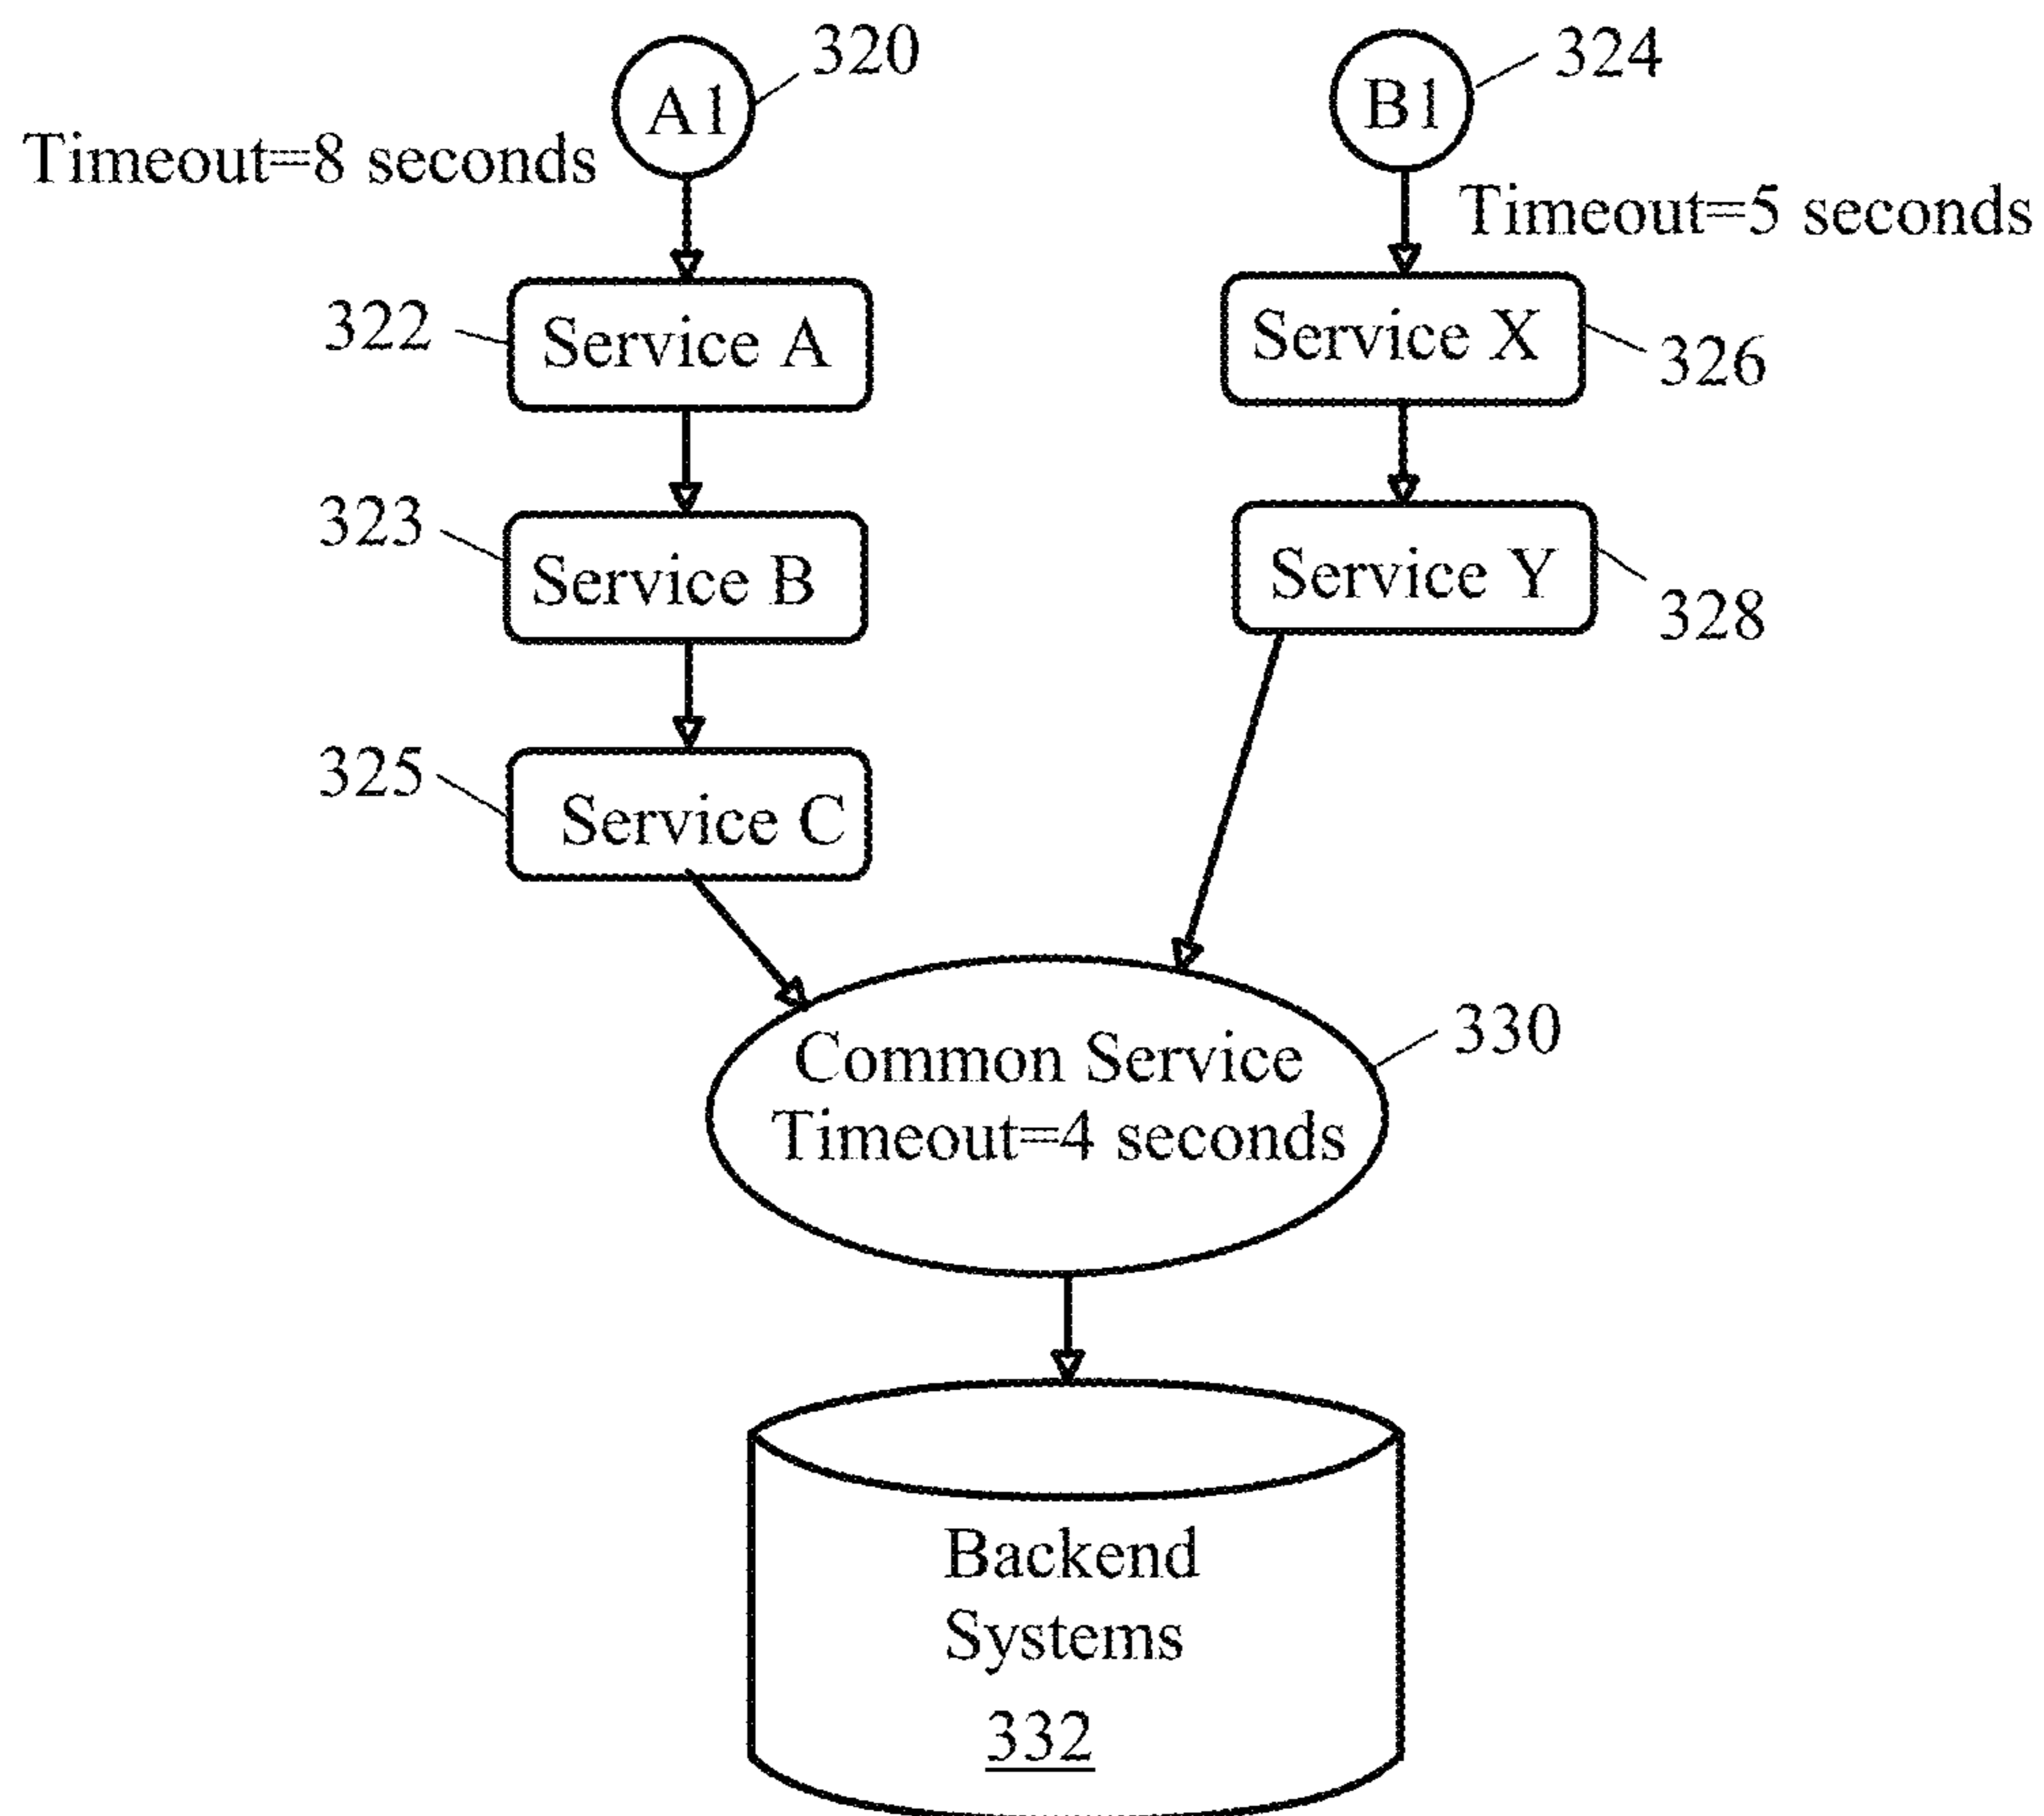 320
A1
324
B1
Timeout=8 seconds
Timeout=5 seconds
322
Service A
Service X
326
323
Service B
Service Y
328
325
Service C
330
Common Service
Timeout=4 seconds
Backend
Systems
332